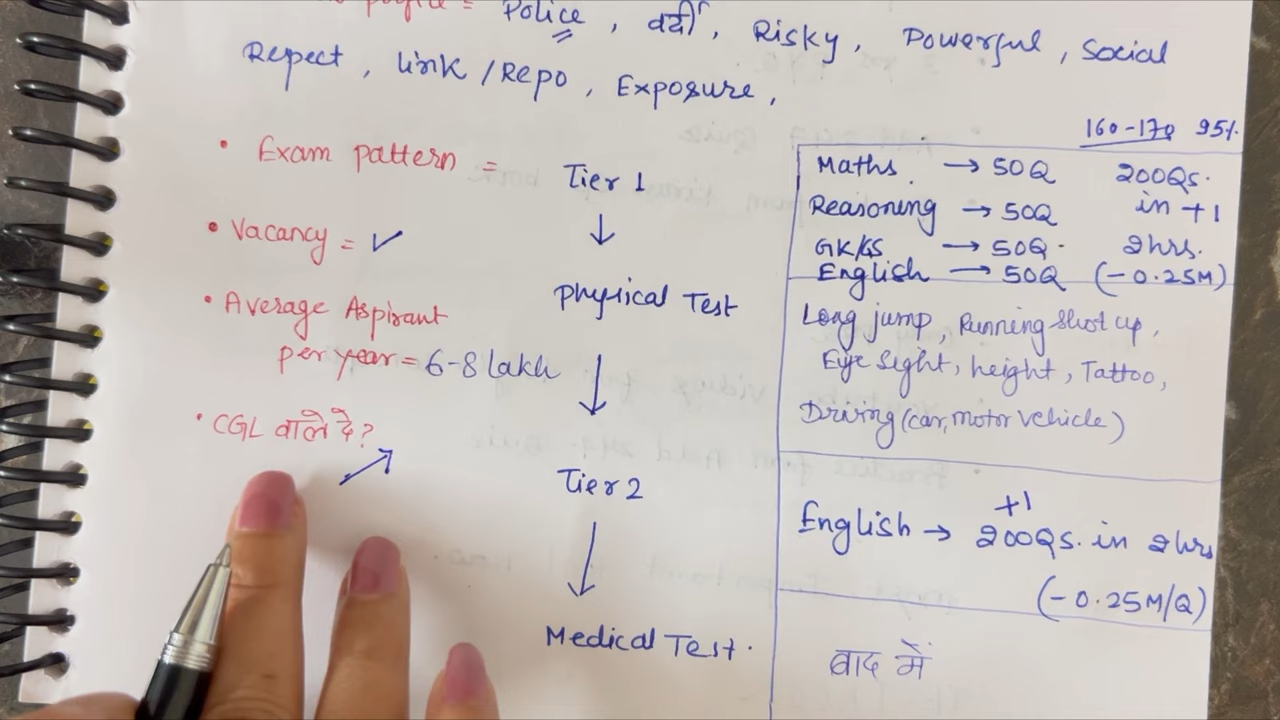 profile = Police, वर्दी, Risky, Powerful, Social
Repect, link/Repo, Exposure,
• Exam pattern =
• Vacancy = ✓
• Average Aspirant
per year = 6-8 lakh
• CGL वाले दे?
Tier 1
↓
Physical Test
↓
Tier 2
↓
Medical Test.
160-170 95%
Maths. → 50Q 200Qs.
Reasoning → 50Q in +1
GK/GS → 50Q. 2hrs.
English → 50Q (-0.25M)
Long jump, Running Shot up,
Eye Sight, height, Tattoo,
Driving (car, motor vehicle)
+1
English → 200Qs. in 2hrs
(-0.25M/Q)
बाद में